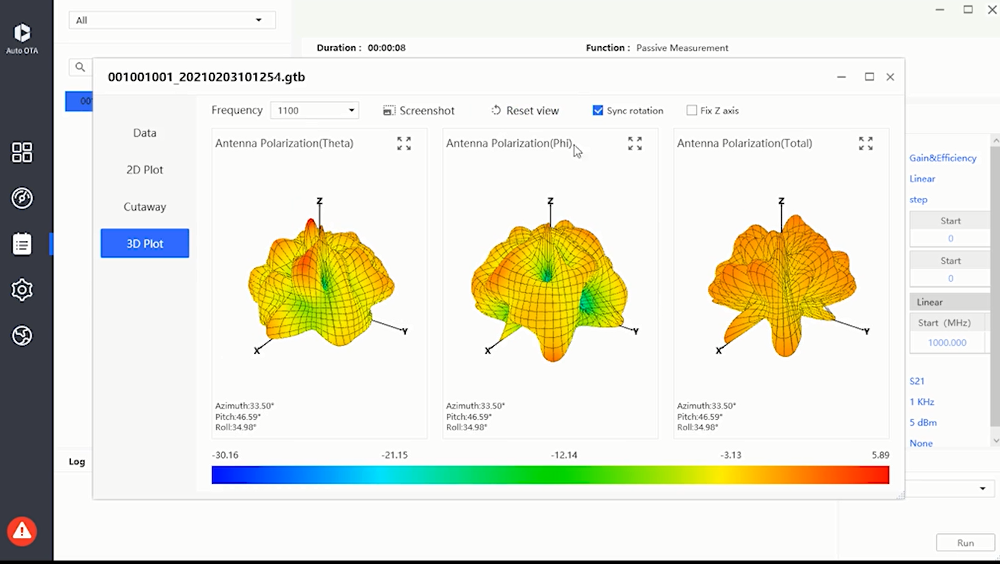 All
Auto OTA
Duration : 00:00:08
Function : Passive Measurement
001001001_20210203101254.gtb
001
Frequency 1100 Screenshot Reset view Sync rotation Fix Z axis
Data
2D Plot
Cutaway
3D Plot
Antenna Polarization(Theta)
Z
Y
X
Azimuth:33.50°
Pitch:46.59°
Roll:34.98°
Antenna Polarization(Phi)
Z
Y
X
Azimuth:33.50°
Pitch:46.59°
Roll:34.98°
Antenna Polarization(Total)
Z
Y
X
Azimuth:33.50°
Pitch:46.59°
Roll:34.98°
-30.16 -21.15 -12.14 -3.13 5.89
Gain&Efficiency
Linear
step
Start
0
Start
0
Linear
Start (MHz)
1000.000
S21
1 KHz
5 dBm
None
Log
Run